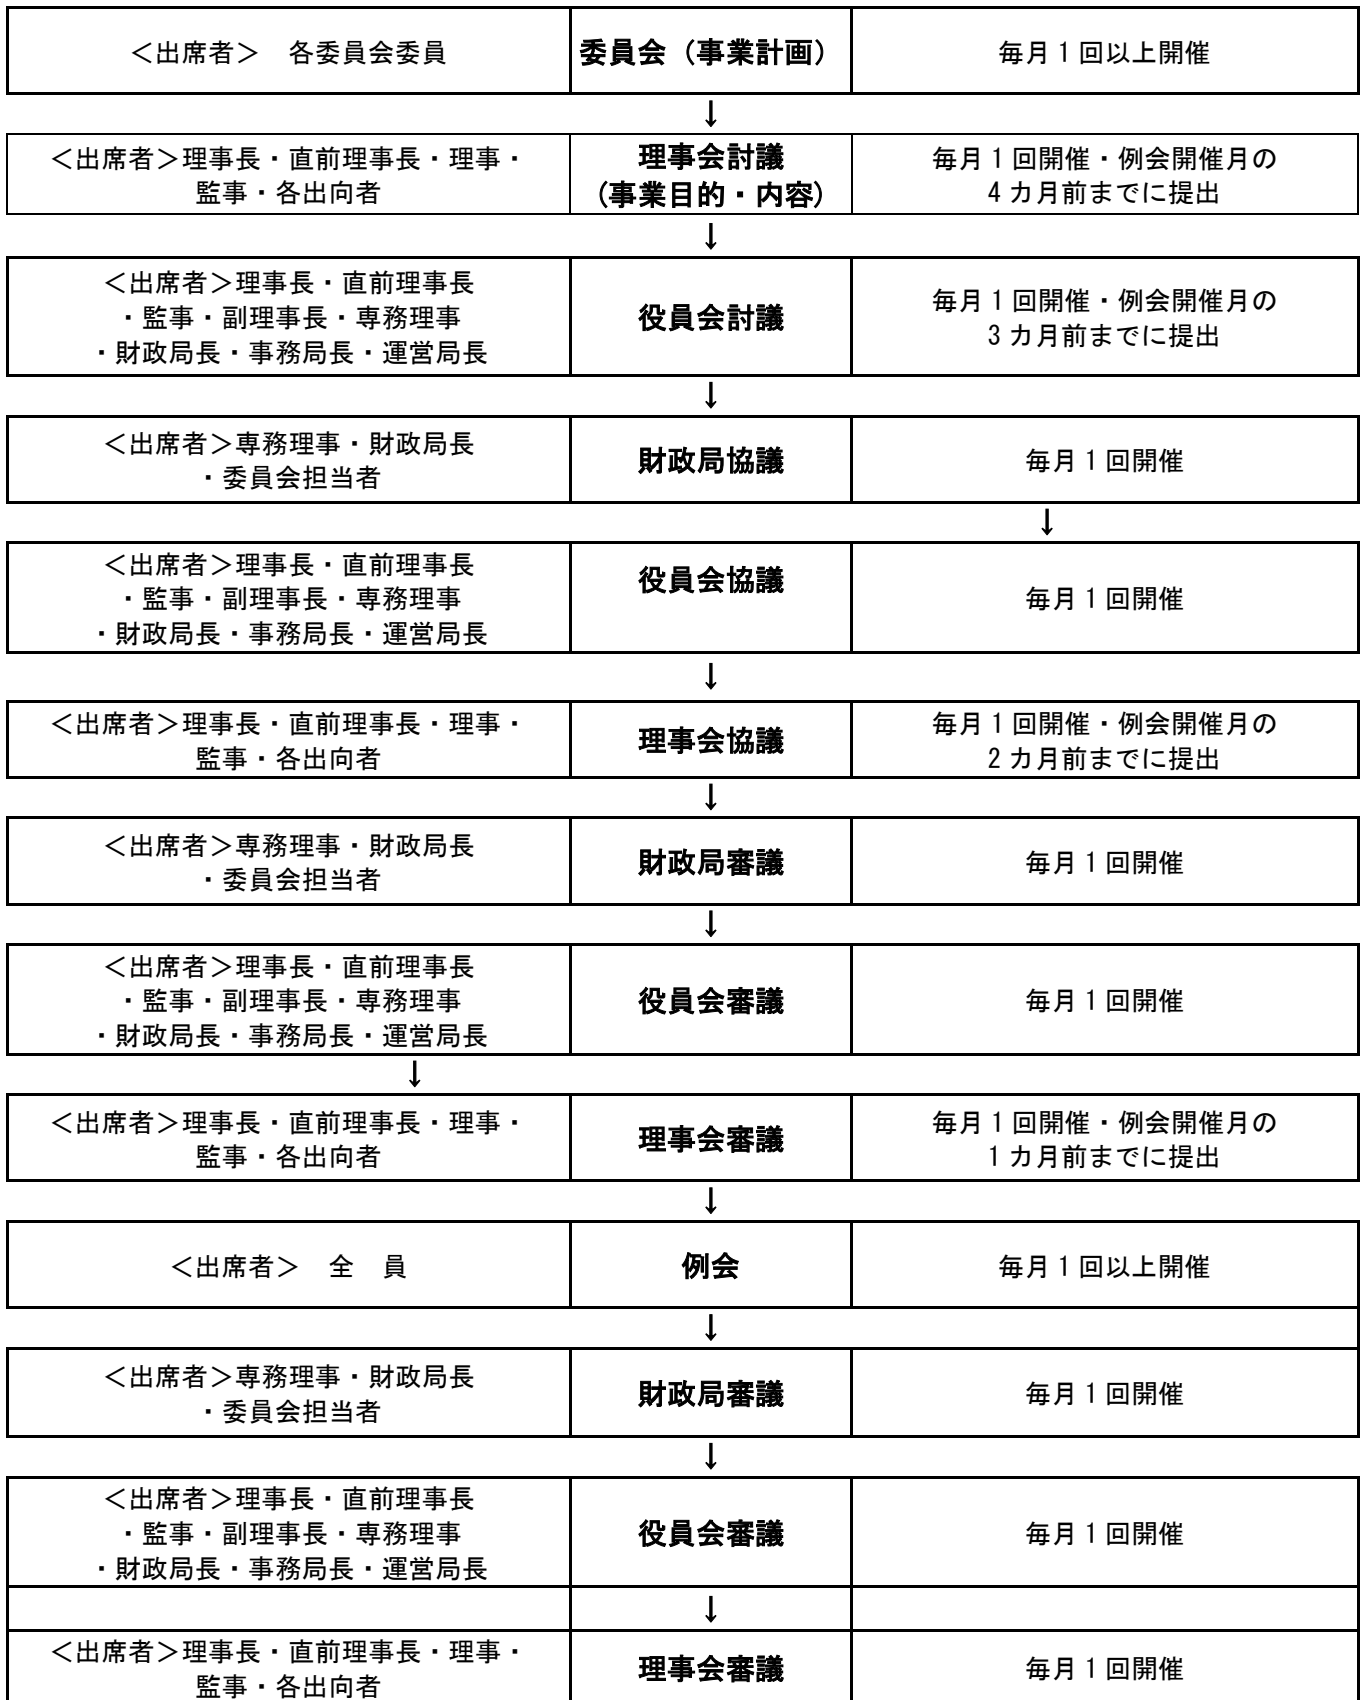 ＜出席者＞　各委員会委員
委員会（事業計画）
毎月１回以上開催
↓
＜出席者＞理事長・直前理事長・理事・
監事・各出向者
理事会討議
（事業目的・内容）
毎月１回開催・例会開催月の
4 カ月前までに提出
↓
＜出席者＞理事長・直前理事長
・監事・副理事長・専務理事
・財政局長・事務局長・運営局長
役員会討議
毎月１回開催・例会開催月の
3 カ月前までに提出
↓
＜出席者＞専務理事・財政局長
・委員会担当者
財政局協議
毎月１回開催
↓
＜出席者＞理事長・直前理事長
・監事・副理事長・専務理事
・財政局長・事務局長・運営局長
役員会協議
毎月１回開催
↓
＜出席者＞理事長・直前理事長・理事・
監事・各出向者
理事会協議
毎月１回開催・例会開催月の
2 カ月前までに提出
↓
＜出席者＞専務理事・財政局長
・委員会担当者
財政局審議
毎月１回開催
↓
＜出席者＞理事長・直前理事長
・監事・副理事長・専務理事
・財政局長・事務局長・運営局長
役員会審議
毎月１回開催
↓
＜出席者＞理事長・直前理事長・理事・
監事・各出向者
理事会審議
毎月１回開催・例会開催月の
1 カ月前までに提出
↓
＜出席者＞　全　員
例会
毎月１回以上開催
↓
＜出席者＞専務理事・財政局長
・委員会担当者
財政局審議
毎月１回開催
↓
＜出席者＞理事長・直前理事長
・監事・副理事長・専務理事
・財政局長・事務局長・運営局長
役員会審議
毎月１回開催
↓
＜出席者＞理事長・直前理事長・理事・
監事・各出向者
理事会審議
毎月１回開催